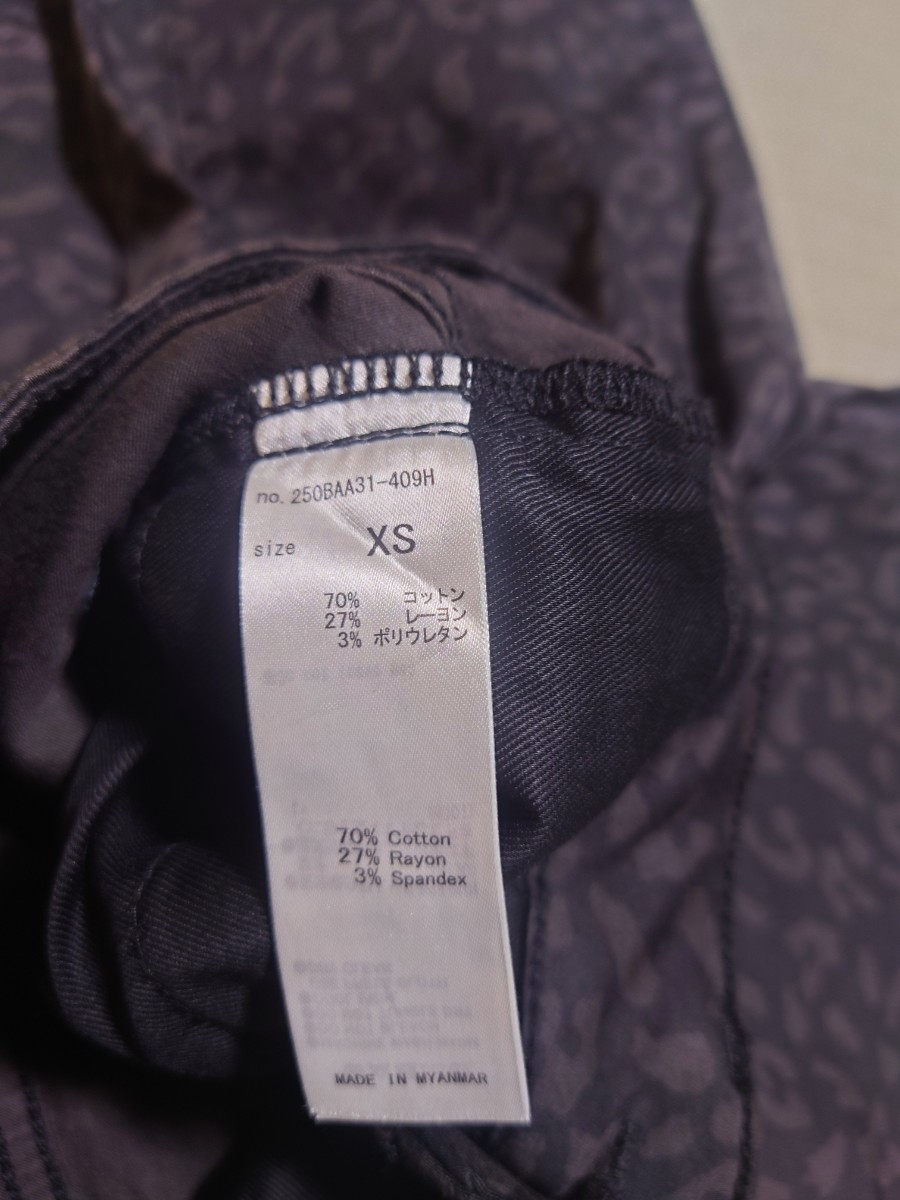 no. 250BAA31-409H
size XS
70% コットン
27% レーヨン
3% ポリウレタン
70% Cotton
27% Rayon
3% Spandex
MADE IN MYANMAR